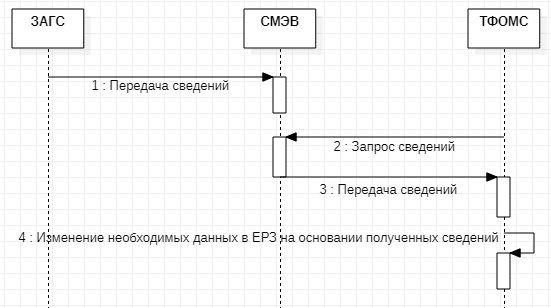 ЗАГС СМЭВ ТФОМС
1 : Передача сведений
2 : Запрос сведений
3 : Передача сведений
4 : Изменение необходимых данных в ЕРЗ на основании полученных сведений